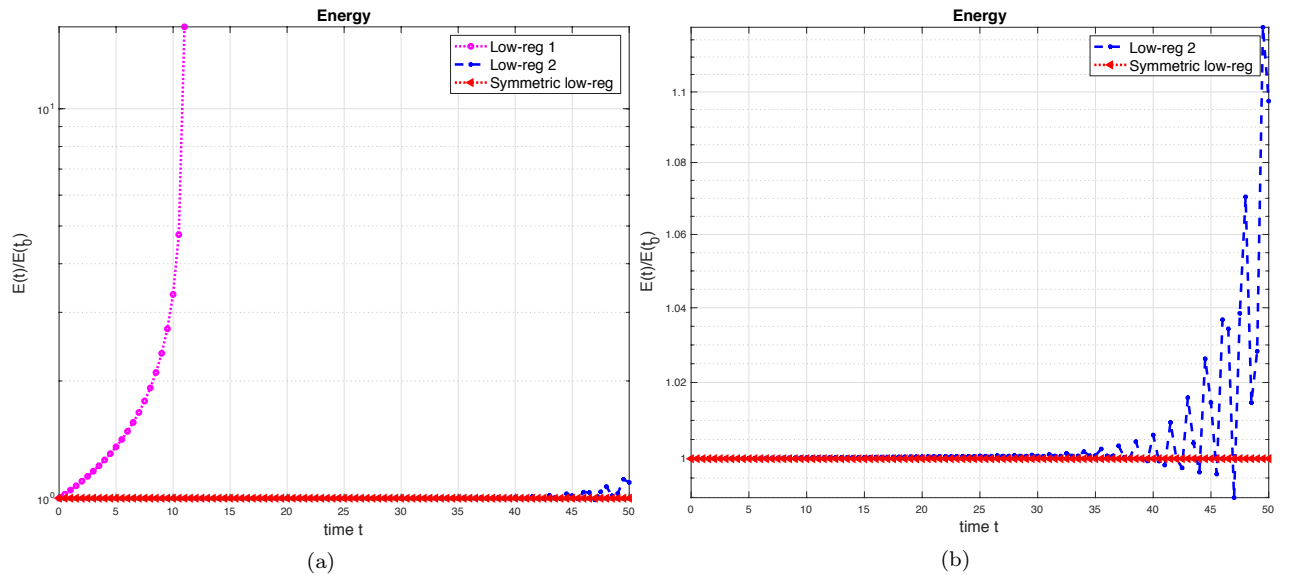 Energy
Low-reg 1
Low-reg 2
Symmetric low-reg
10^1
10^0
E(t)/E(t_0)
0 5 10 15 20 25 30 35 40 45 50
time t
(a)
Energy
Low-reg 2
Symmetric low-reg
1.1
1.08
1.06
1.04
1.02
1
E(t)/E(t_0)
0 5 10 15 20 25 30 35 40 45 50
time t
(b)